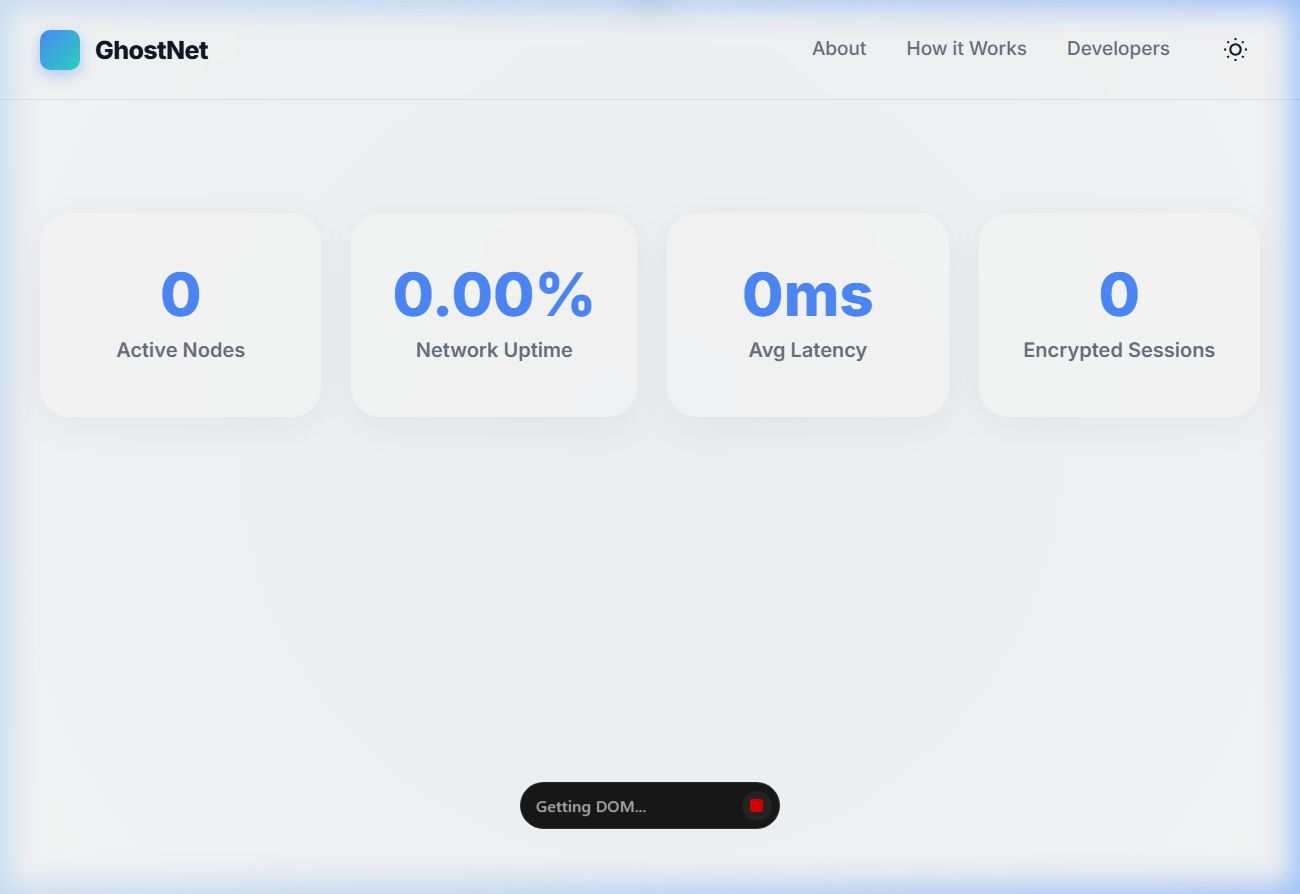 GhostNet
About
How it Works
Developers
0
Active Nodes
0.00%
Network Uptime
0ms
Avg Latency
0
Encrypted Sessions
Getting DOM...